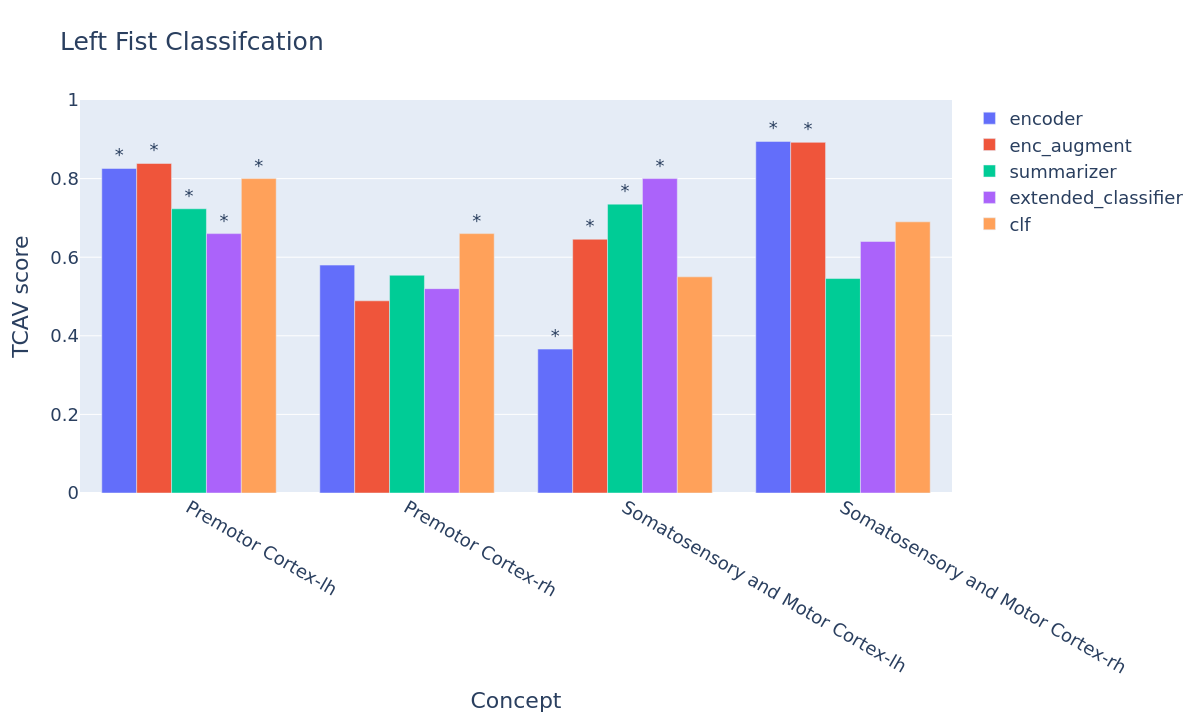 Left Fist Classifcation
TCAV score
1
0.8
0.6
0.4
0.2
0
* * * * *
*
* * * *
* *
Premotor Cortex-lh
Premotor Cortex-rh
Somatosensory and Motor Cortex-lh
Somatosensory and Motor Cortex-rh
Concept
encoder
enc_augment
summarizer
extended_classifier
clf